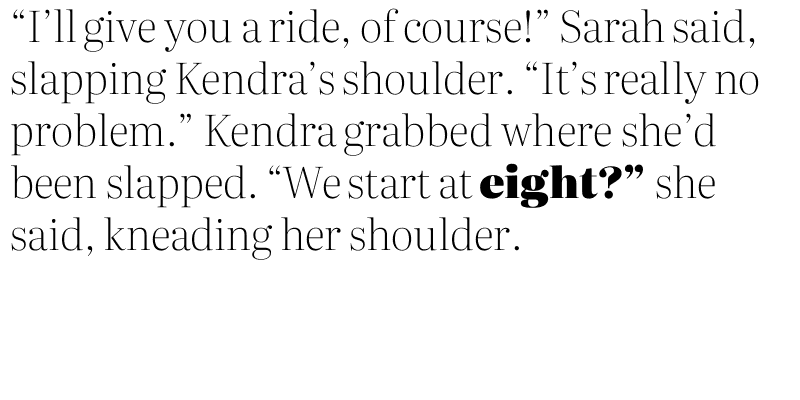 “I’ll give you a ride, of course!” Sarah said,
slapping Kendra’s shoulder. “It’s really no
problem.” Kendra grabbed where she’d
been slapped. “We start at eight?” she
said, kneading her shoulder.